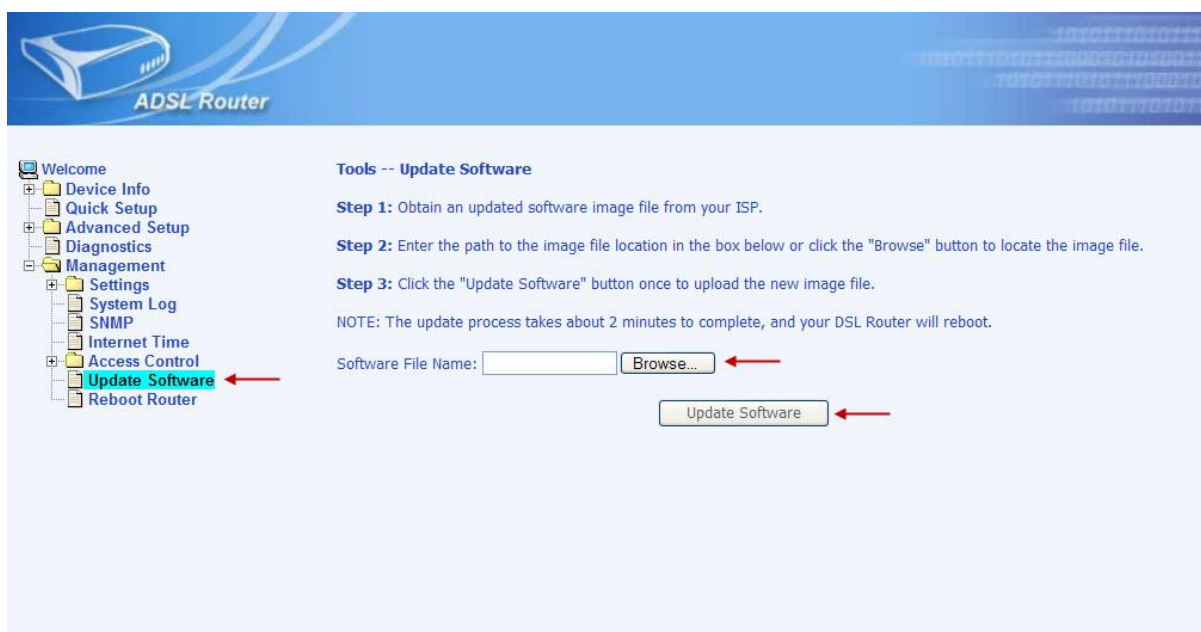 ADSL Router
Welcome
Device Info
Quick Setup
Advanced Setup
Diagnostics
Management
Settings
System Log
SNMP
Internet Time
Access Control
Update Software
Reboot Router
Tools -- Update Software
Step 1: Obtain an updated software image file from your ISP.
Step 2: Enter the path to the image file location in the box below or click the "Browse" button to locate the image file.
Step 3: Click the "Update Software" button once to upload the new image file.
NOTE: The update process takes about 2 minutes to complete, and your DSL Router will reboot.
Software File Name: Browse...
Update Software